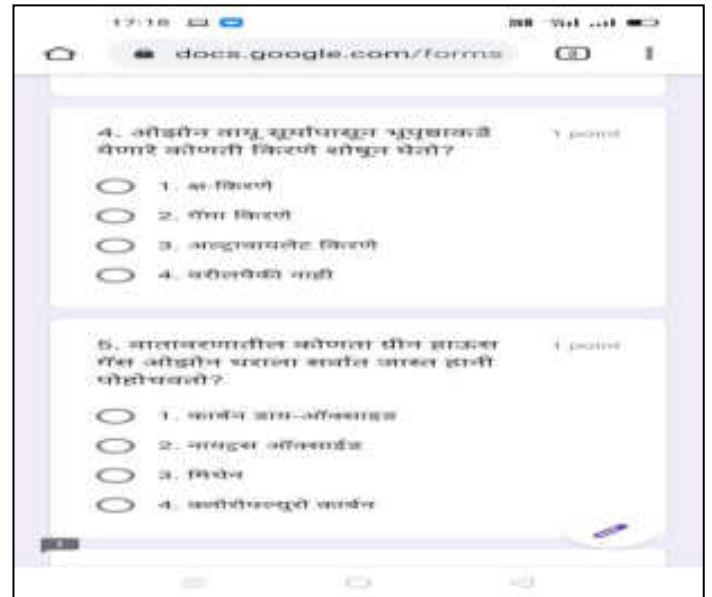 17:18
docs.google.com/forms
4. ओझोन वायू सूर्यापासून भूपृष्ठाकडे
येणारे कोणती किरणे शोषून घेतो?
1 point
1. क्ष-किरणे
2. गॅमा किरणे
3. अल्ट्रावायलेट किरणे
4. वरीलपैकी नाही
5. वातावरणातील कोणता ग्रीन हाऊस
गॅस ओझोन थराला सर्वात जास्त हानी
पोहोचवतो?
1 point
1. कार्बन डाय-ऑक्साइड
2. नायट्रस ऑक्साईड
3. मिथेन
4. क्लोरोफ्ल्युरो कार्बन